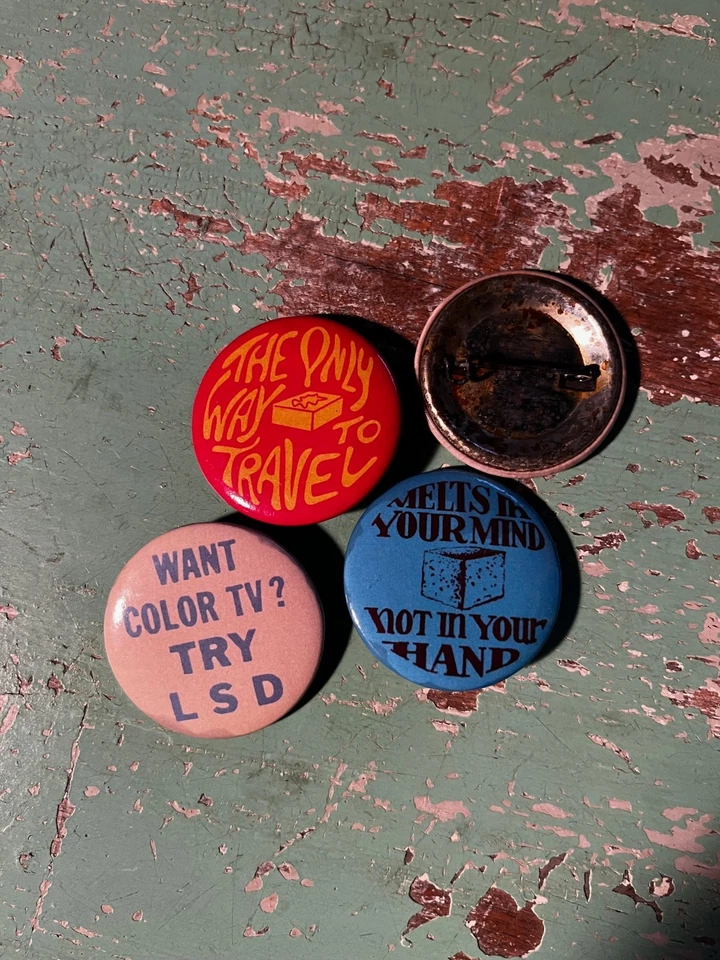 THE ONLY
WAY TO
TRAVEL
MELTS IN
YOUR MIND
NOT IN YOUR
HAND
WANT
COLOR TV?
TRY
LSD